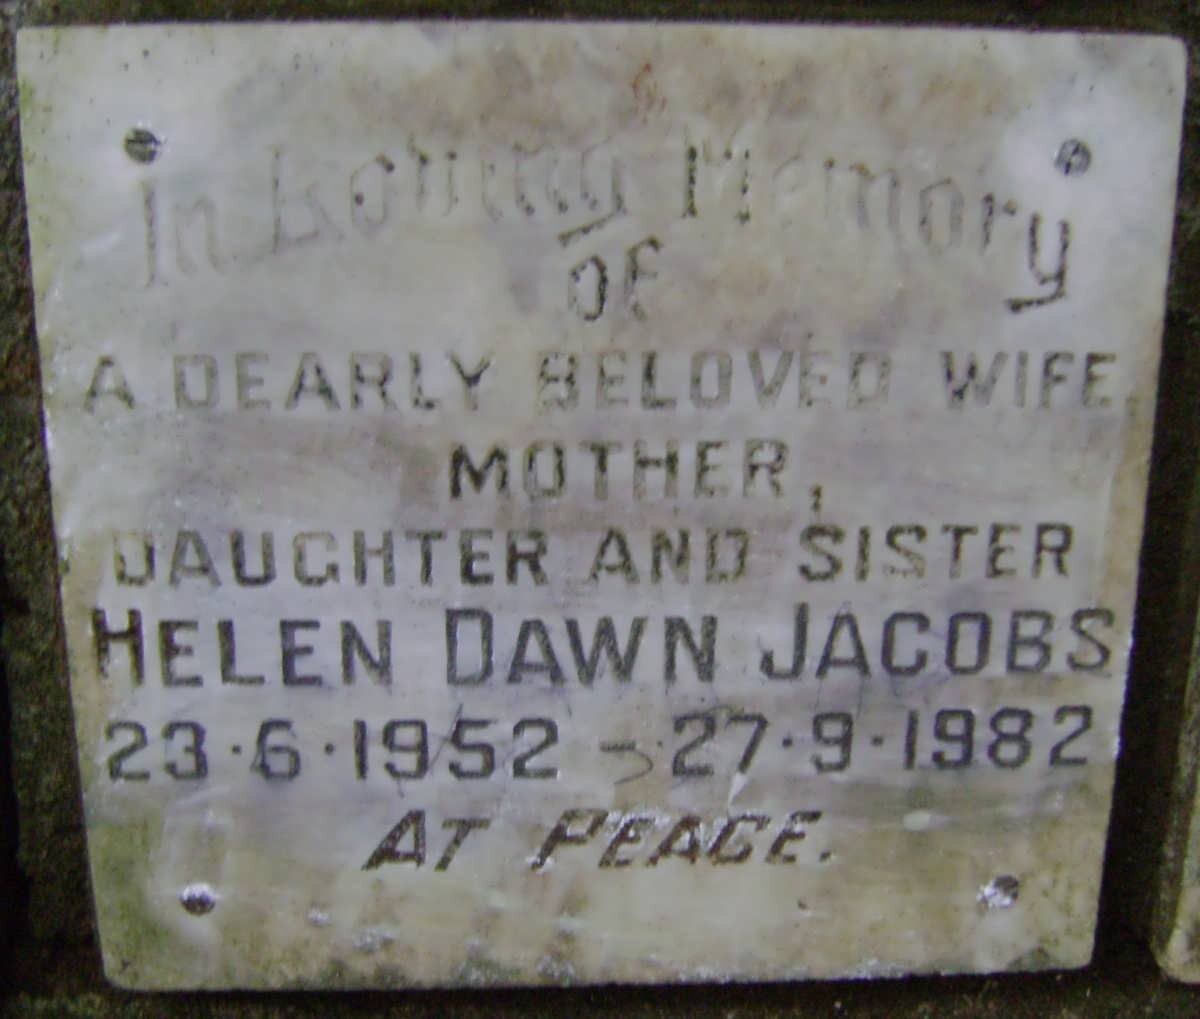 In Loving Memory
of
A DEARLY BELOVED WIFE,
MOTHER,
DAUGHTER AND SISTER
HELEN DAWN JACOBS
23·6·1952 - 27·9·1982
AT PEACE.